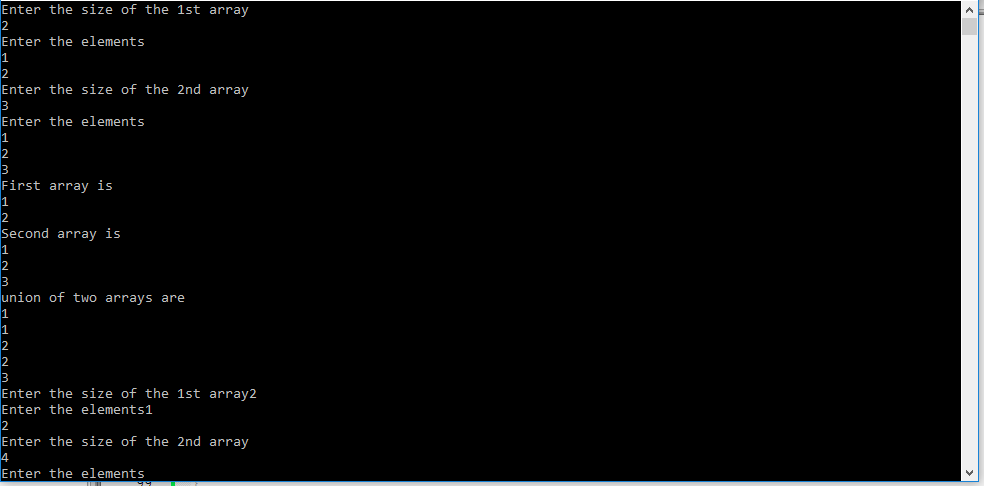 Enter the size of the 1st array
2
Enter the elements
1
2
Enter the size of the 2nd array
3
Enter the elements
1
2
3
First array is
1
2
Second array is
1
2
3
union of two arrays are
1
1
2
2
3
Enter the size of the 1st array2
Enter the elements1
2
Enter the size of the 2nd array
4
Enter the elements